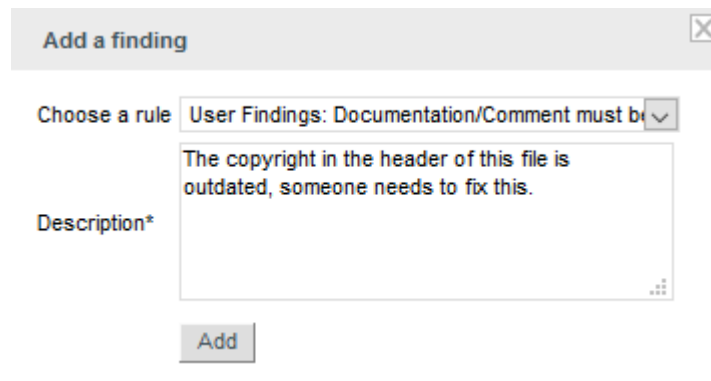 Add a finding
Choose a rule User Findings: Documentation/Comment must
The copyright in the header of this file is
outdated, someone needs to fix this.
Description*
Add